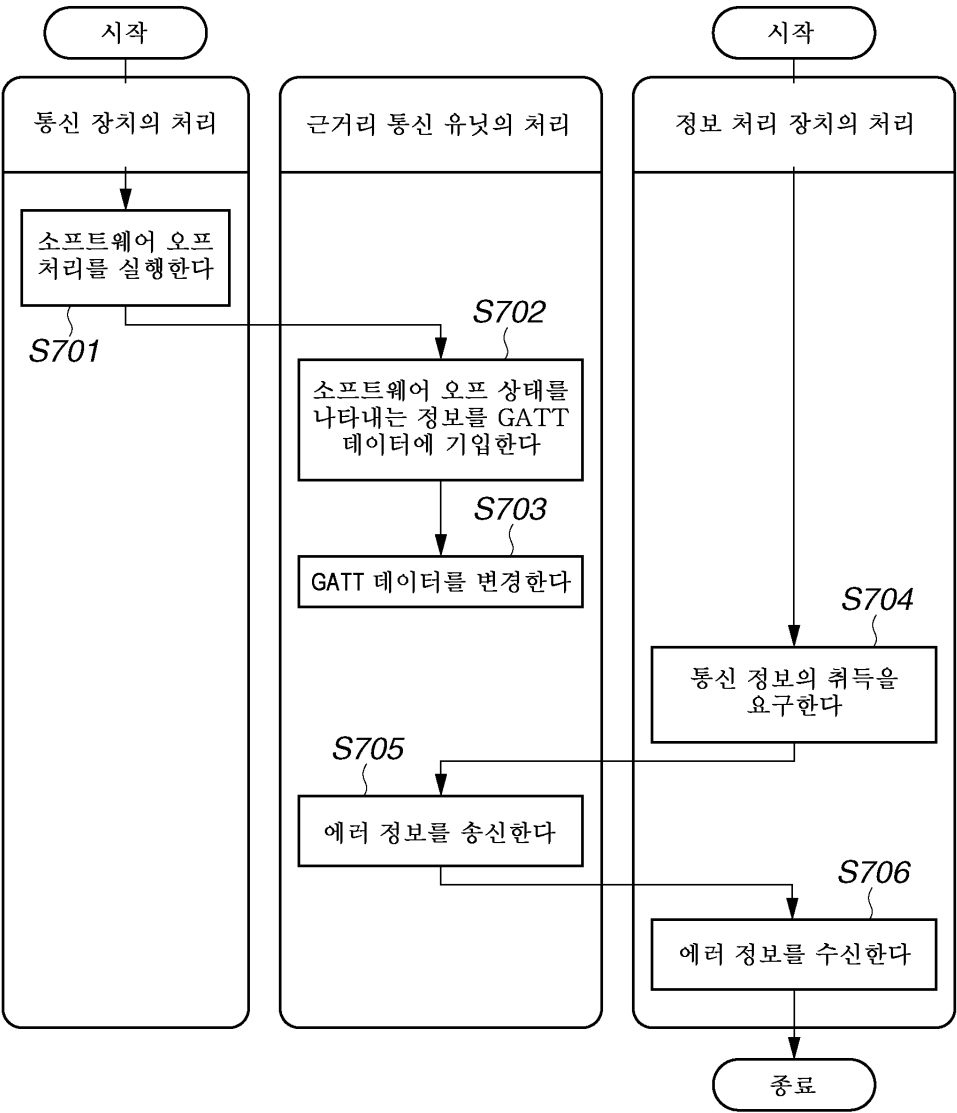 시작
시작
통신 장치의 처리
근거리 통신 유닛의 처리
정보 처리 장치의 처리
소프트웨어 오프
처리를 실행한다
S701
S702
소프트웨어 오프 상태를
나타내는 정보를 GATT
데이터에 기입한다
S703
GATT 데이터를 변경한다
S704
통신 정보의 취득을
요구한다
S705
에러 정보를 송신한다
S706
에러 정보를 수신한다
종료